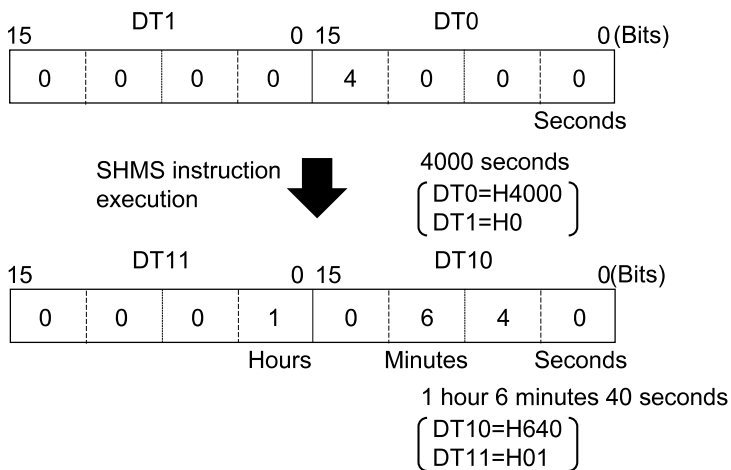 DT1 DT0
15 0 15 0 (Bits)
0 0 0 0 4 0 0 0
Seconds
SHMS instruction
execution
4000 seconds
DT0=H4000
DT1=H0
DT11 DT10
15 0 15 0(Bits)
0 0 0 1 0 6 4 0
Hours Minutes Seconds
1 hour 6 minutes 40 seconds
DT10=H640
DT11=H01